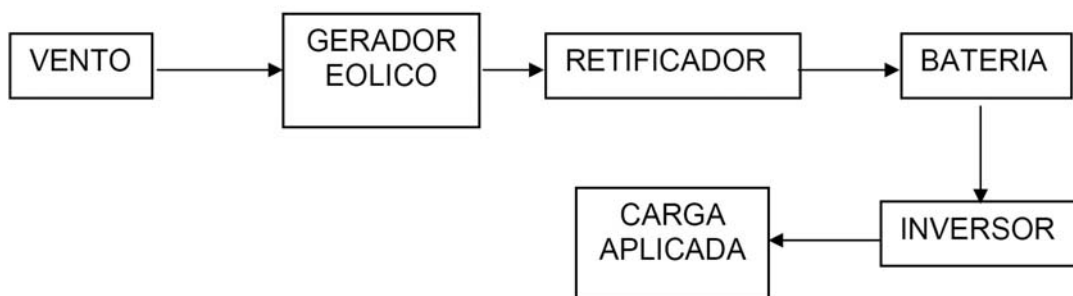 VENTO
GERADOR
EOLICO
RETIFICADOR
BATERIA
INVERSOR
CARGA
APLICADA